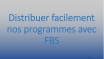 Distribuer facilement
nos programmes avec
FBS